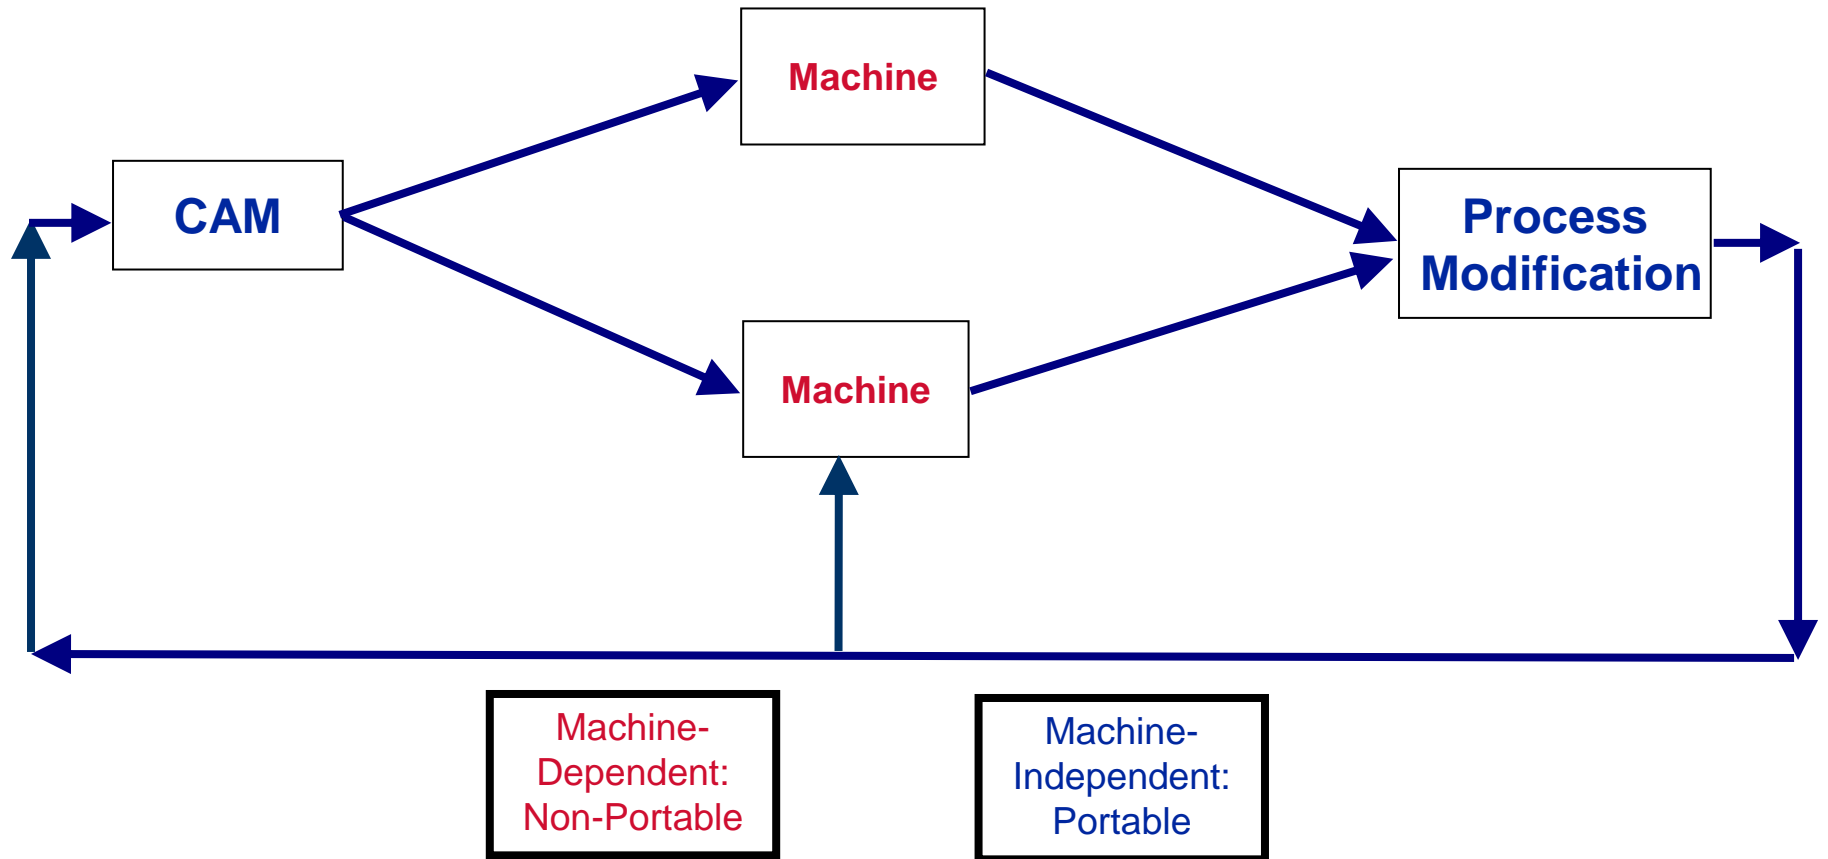 Machine
CAM
Process
Modification
Machine
Machine-
Dependent:
Non-Portable
Machine-
Independent:
Portable